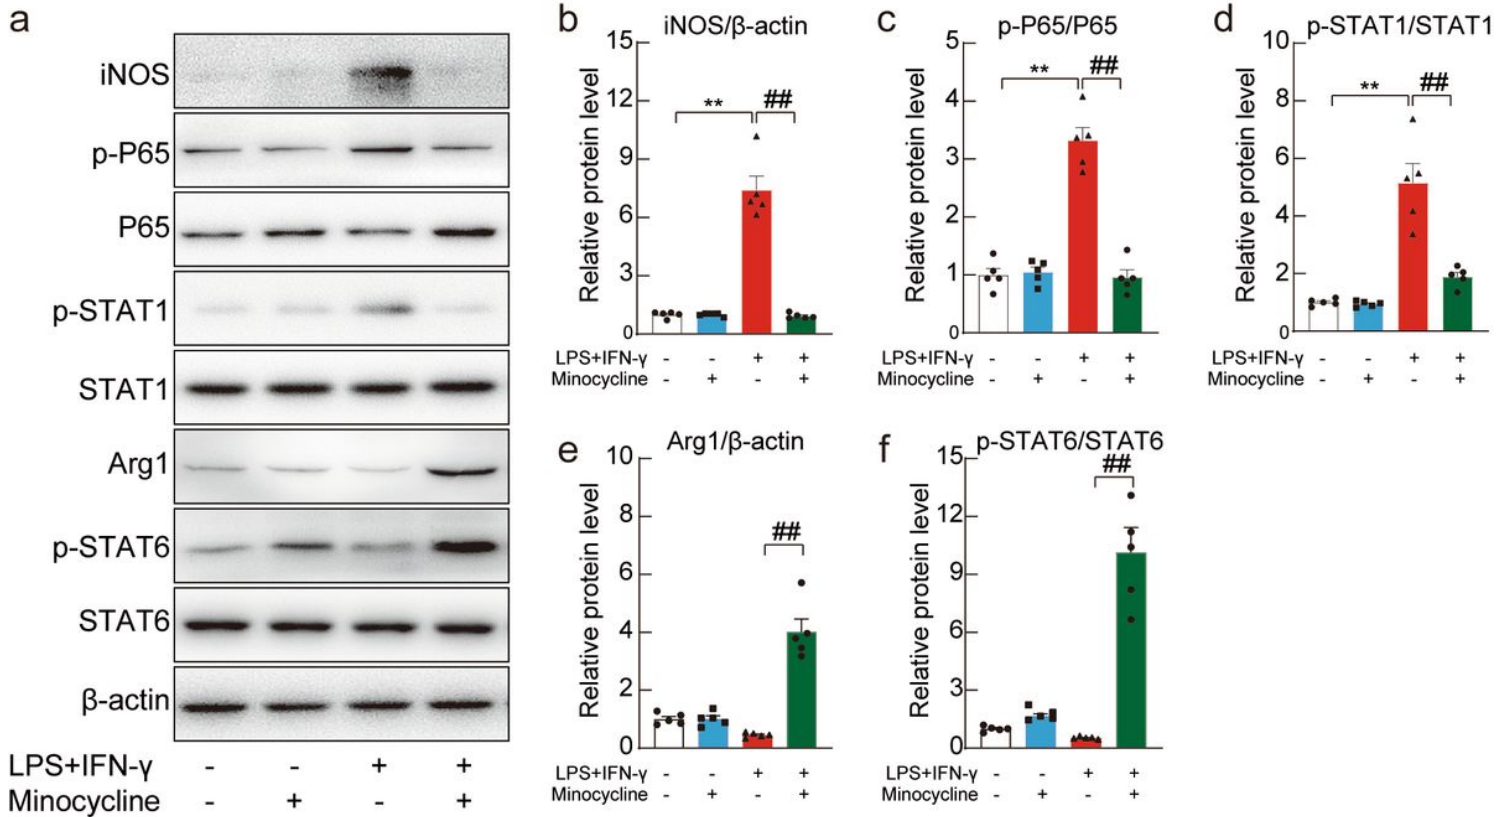 a
iNOS
p-P65
P65
p-STAT1
STAT1
Arg1
p-STAT6
STAT6
β-actin
LPS+IFN-γ - - + +
Minocycline - + - +
b
iNOS/β-actin
Relative protein level
15
12
9
6
3
0
** ##
LPS+IFN-γ - - + +
Minocycline - + - +
c
p-P65/P65
Relative protein level
5
4
3
2
1
0
** ##
LPS+IFN-γ - - + +
Minocycline - + - +
d
p-STAT1/STAT1
Relative protein level
10
8
6
4
2
0
** ##
LPS+IFN-γ - - + +
Minocycline - + - +
e
Arg1/β-actin
Relative protein level
10
8
6
4
2
0
##
LPS+IFN-γ - - + +
Minocycline - + - +
f
p-STAT6/STAT6
Relative protein level
15
12
9
6
3
0
##
LPS+IFN-γ - - + +
Minocycline - + - +